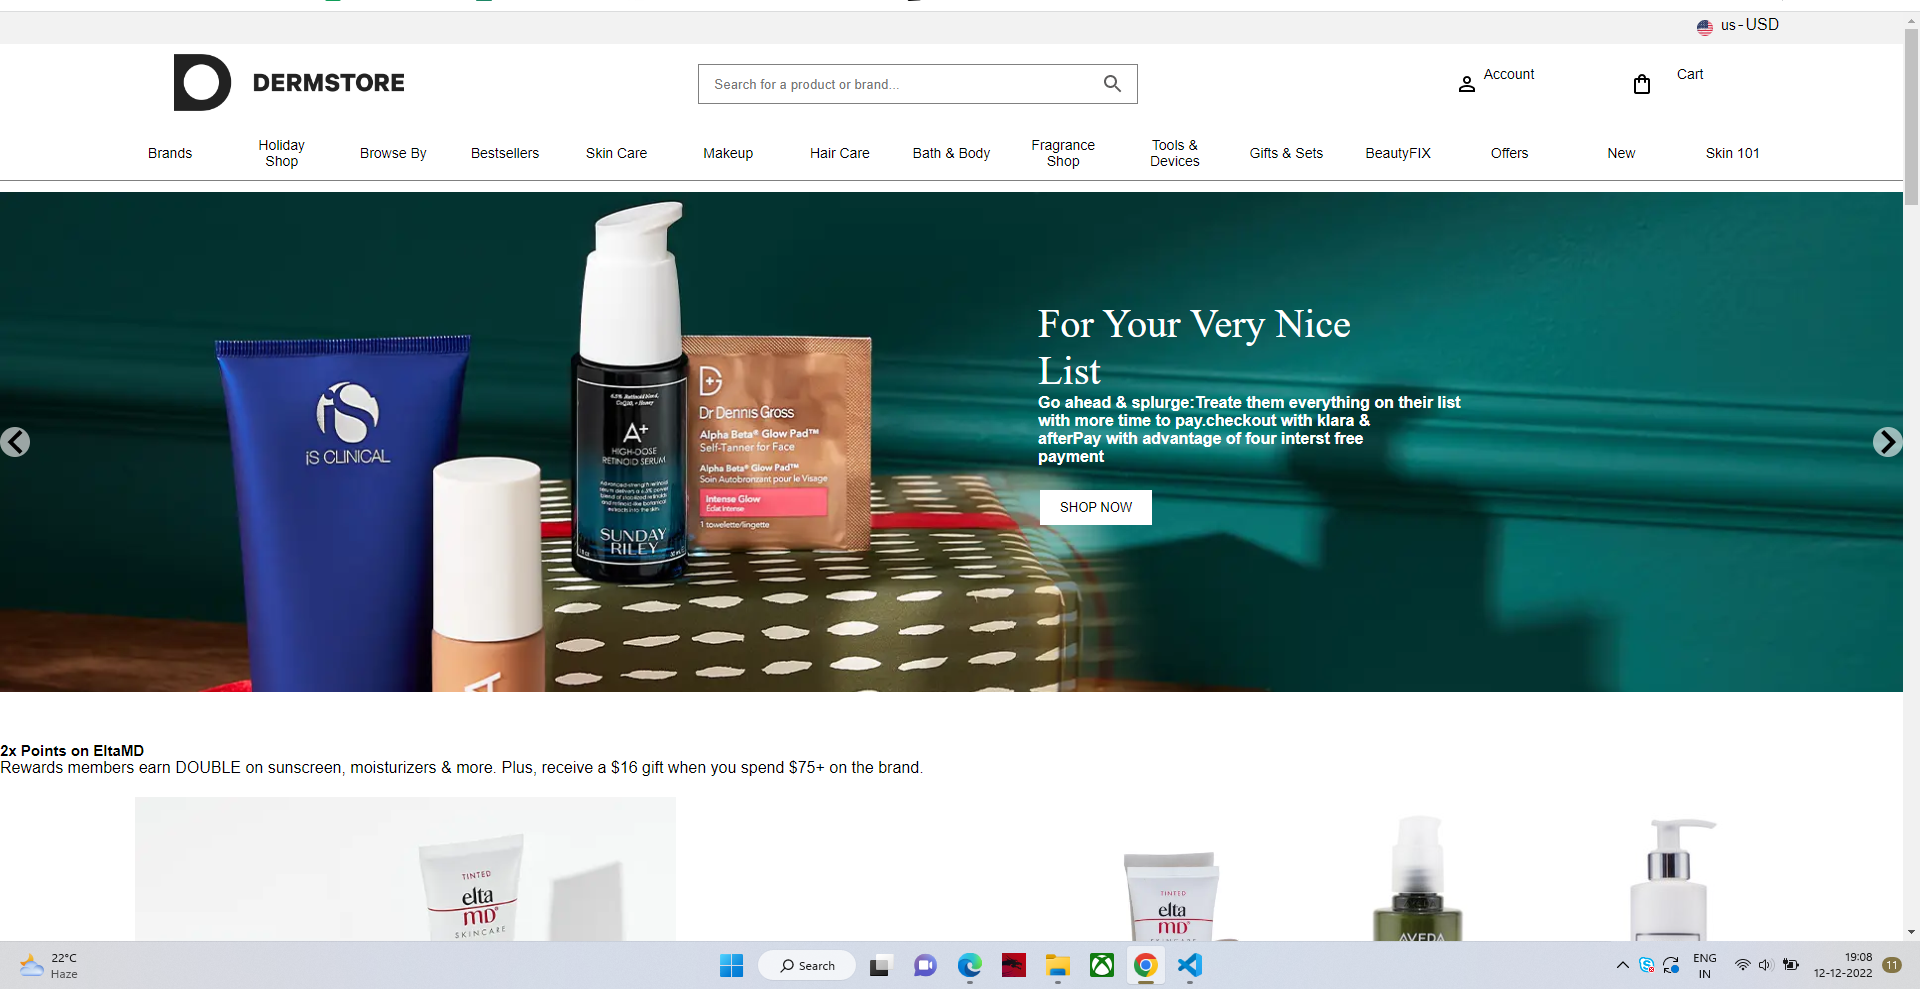 us-USD
DERMSTORE
Search for a product or brand...
Account
Cart
Brands
Holiday Shop
Browse By
Bestsellers
Skin Care
Makeup
Hair Care
Bath & Body
Fragrance Shop
Tools & Devices
Gifts & Sets
BeautyFIX
Offers
New
Skin 101
iS
iS CLINICAL
A+
HIGH-DOSE
RETINOID SERUM
SUNDAY
RILEY
Dr Dennis Gross
Alpha Beta® Glow Pad™
Self-Tanner for Face
Alpha Beta® Glow Pad™
Soin Autobronzant pour le Visage
Intense Glow
Éclat Intense
1 towelette/lingette
For Your Very Nice
List
Go ahead & splurge:Treate them everything on their list
with more time to pay.checkout with klara &
afterPay with advantage of four interst free
payment
SHOP NOW
2x Points on EltaMD
Rewards members earn DOUBLE on sunscreen, moisturizers & more. Plus, receive a $16 gift when you spend $75+ on the brand.
TINTED
elta
MD®
SKINCARE
TINTED
elta
MD®
AVEDA
22°C
Haze
Search
ENG
IN
19:08
12-12-2022
11